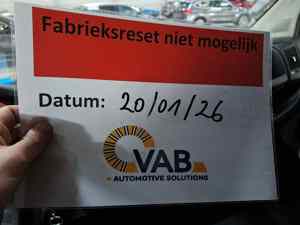 Fabrieksreset niet mogelijk
Datum: 20/01/26
VAB
AUTOMOTIVE SOLUTIONS